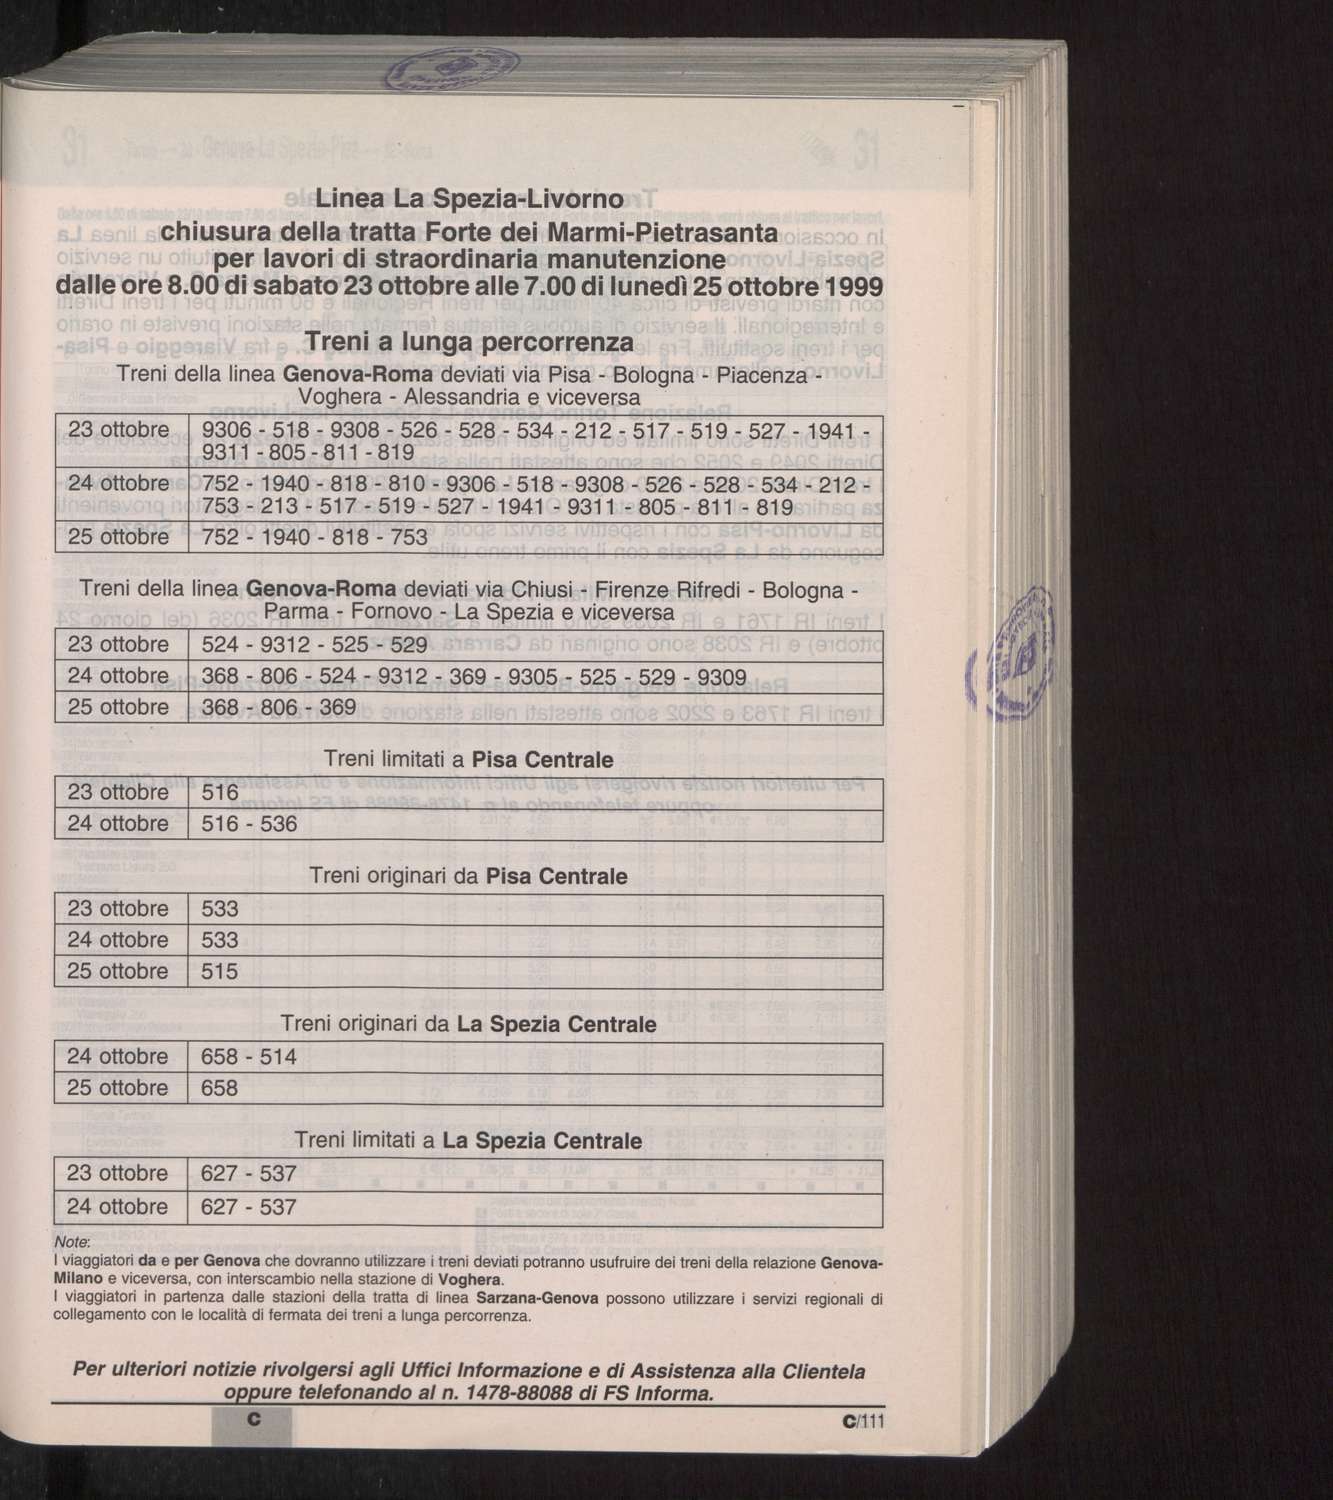 Linea La Spezia-Livorno
chiusura della tratta Forte dei Marmi-Pietrasanta
per lavori di straordinaria manutenzione
dalle ore 8.00 di sabato 23 ottobre alle 7.00 di lunedì 25 ottobre 1999
Treni a lunga percorrenza
Treni della linea Genova-Roma deviati via Pisa - Bologna - Piacenza -
Voghera - Alessandria e viceversa
23 ottobre 9306 - 518 - 9308 - 526 - 528 - 534 - 212 - 517 - 519 - 527 - 1941 -
9311 - 805 - 811 - 819
24 ottobre 752 - 1940 - 818 - 810 - 9306 - 518 - 9308 - 526 - 528 - 534 - 212 -
753 - 213 - 517 - 519 - 527 - 1941 - 9311 - 805 - 811 - 819
25 ottobre 752 - 1940 - 818 - 753
Treni della linea Genova-Roma deviati via Chiusi - Firenze Rifredi - Bologna -
Parma - Fornovo - La Spezia e viceversa
23 ottobre 524 - 9312 - 525 - 529
24 ottobre 368 - 806 - 524 - 9312 - 369 - 9305 - 525 - 529 - 9309
25 ottobre 368 - 806 - 369
Treni limitati a Pisa Centrale
23 ottobre 516
24 ottobre 516 - 536
Treni originari da Pisa Centrale
23 ottobre 533
24 ottobre 533
25 ottobre 515
Treni originari da La Spezia Centrale
24 ottobre 658 - 514
25 ottobre 658
Treni limitati a La Spezia Centrale
23 ottobre 627 - 537
24 ottobre 627 - 537
Note:
I viaggiatori da e per Genova che dovranno utilizzare i treni deviati potranno usufruire dei treni della relazione Genova-
Milano e viceversa, con interscambio nella stazione di Voghera.
I viaggiatori in partenza dalle stazioni della tratta di linea Sarzana-Genova possono utilizzare i servizi regionali di
collegamento con le località di fermata dei treni a lunga percorrenza.
Per ulteriori notizie rivolgersi agli Uffici Informazione e di Assistenza alla Clientela
oppure telefonando al n. 1478-88088 di FS Informa.
C
C/111